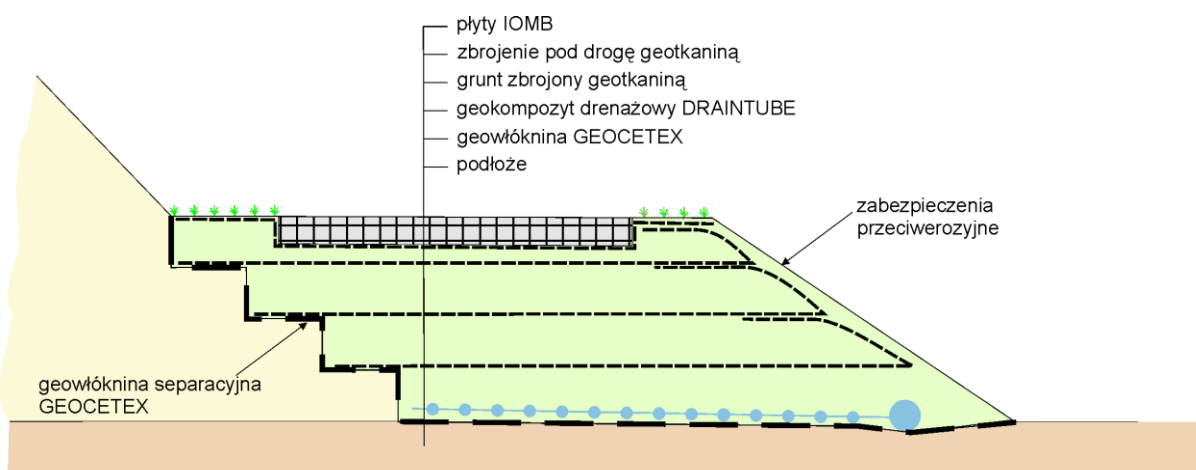 płyty IOMB
zbrojenie pod drogę geotkaniną
grunt zbrojony geotkaniną
geokompozyt drenażowy DRAINTUBE
geowłóknina GEOCETEX
podłoże
zabezpieczenia
przeciwerozyjne
geowłóknina separacyjna
GEOCETEX